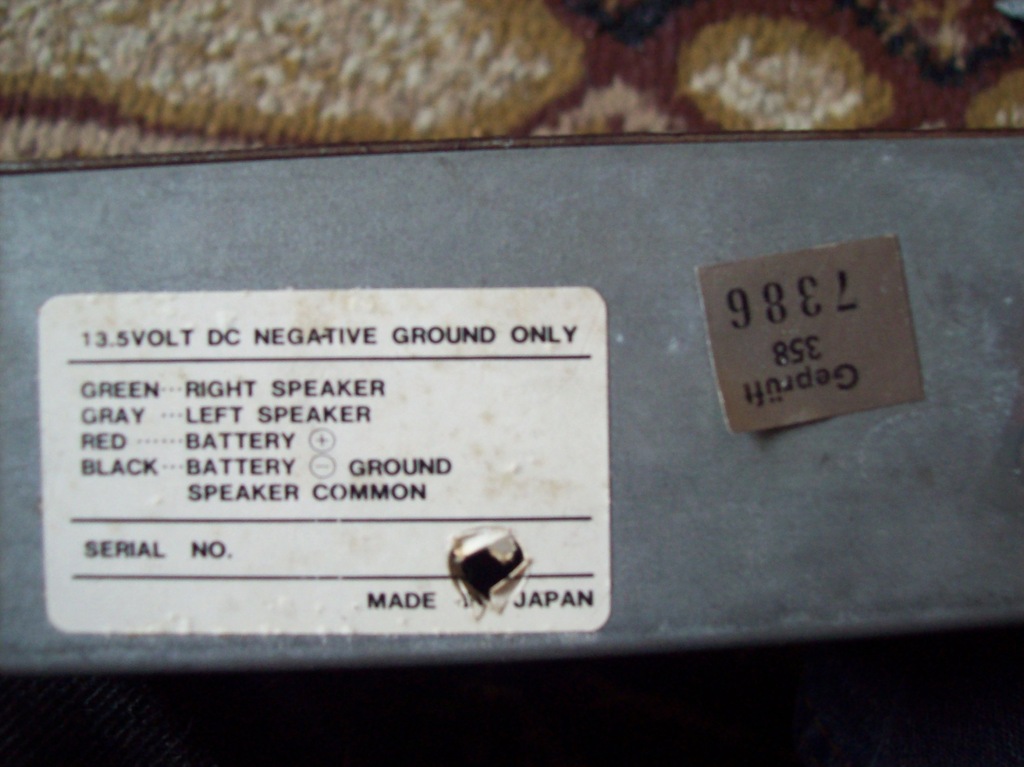 13.5VOLT DC NEGATIVE GROUND ONLY
GREEN···RIGHT SPEAKER
GRAY ···LEFT SPEAKER
RED ······BATTERY ⊕
BLACK···BATTERY ⊖ GROUND
SPEAKER COMMON
SERIAL NO.
MADE JAPAN
Geprüft
358
7386